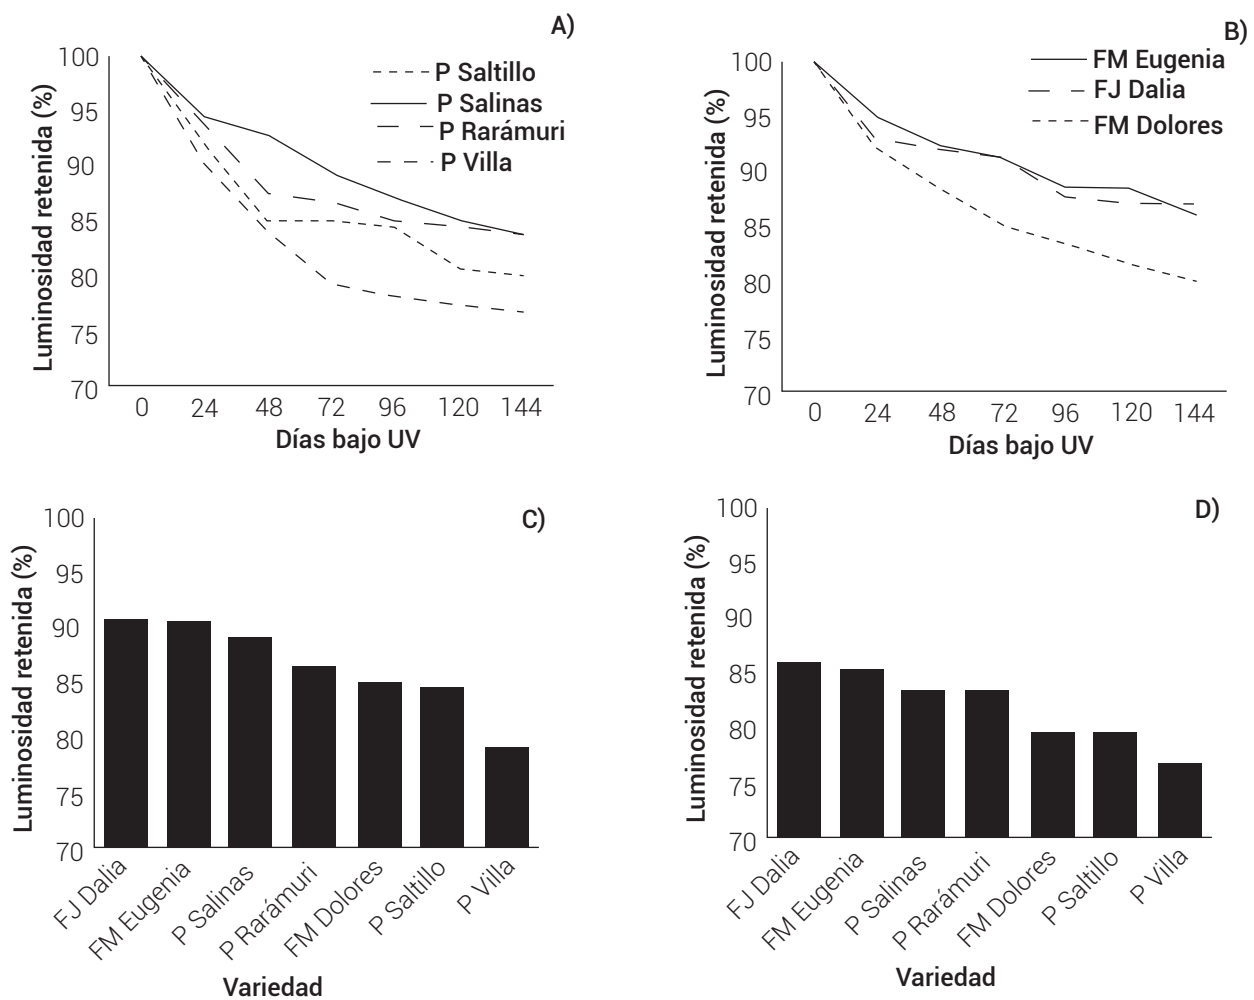 A)
100
95
90
85
80
75
70
Luminosidad retenida (%)
P Saltillo
P Salinas
P Rarámuri
P Villa
0 24 48 72 96 120 144
Días bajo UV
B)
100
95
90
85
80
75
70
Luminosidad retenida (%)
FM Eugenia
FJ Dalia
FM Dolores
0 24 48 72 96 120 144
Días bajo UV
C)
100
95
90
85
80
75
70
Luminosidad retenida (%)
FJ Dalia
FM Eugenia
P Salinas
P Rarámuri
FM Dolores
P Saltillo
P Villa
Variedad
D)
100
95
90
85
80
75
70
Luminosidad retenida (%)
FJ Dalia
FM Eugenia
P Salinas
P Rarámuri
FM Dolores
P Saltillo
P Villa
Variedad